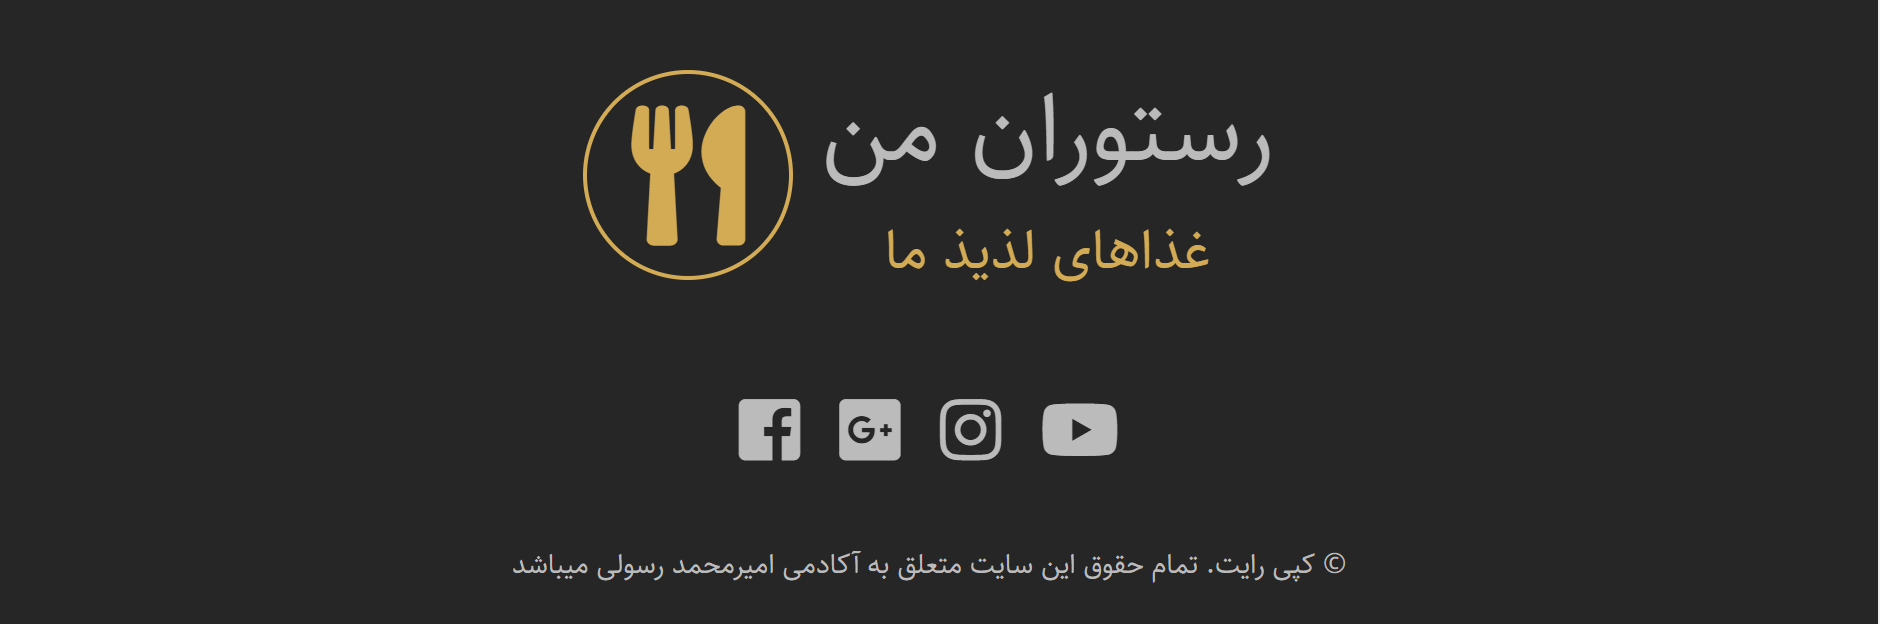 رستوران من
غذاهای لذیذ ما
© کپی رایت. تمام حقوق این سایت متعلق به آکادمی امیرمحمد رسولی میباشد